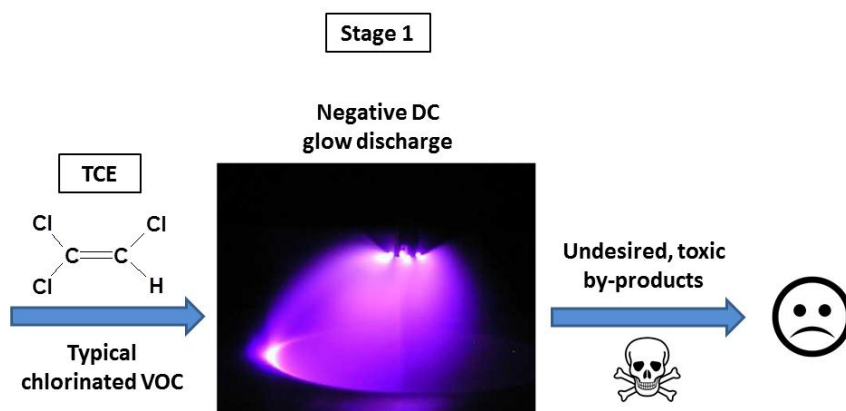 Stage 1
Negative DC
glow discharge
TCE
Cl
Cl
C
C
Cl
H
Typical
chlorinated VOC
Undesired, toxic
by-products